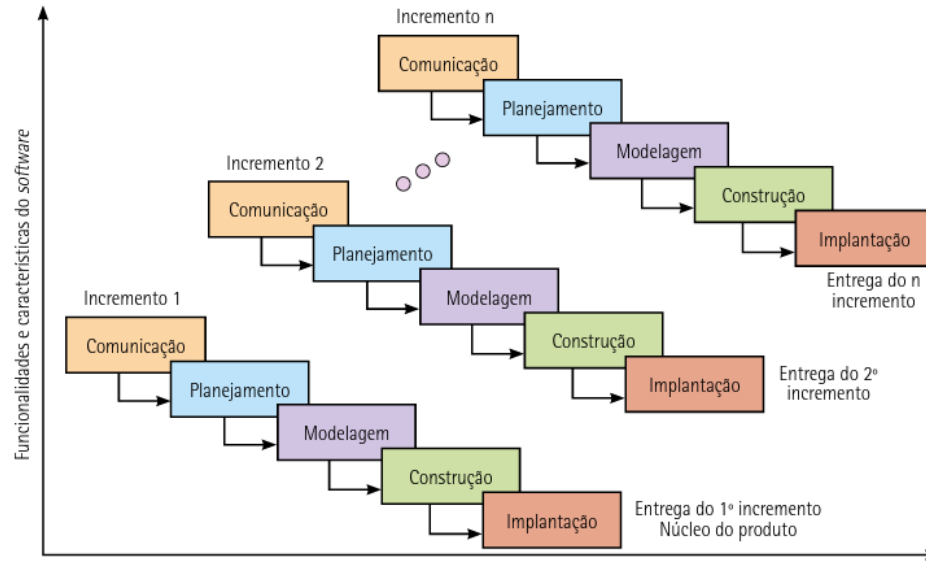 Incremento n
Comunicação
Planejamento
Modelagem
Construção
Implantação
Entrega do n
incremento
Incremento 2
Comunicação
Planejamento
Modelagem
Construção
Implantação
Entrega do 2º
incremento
Incremento 1
Comunicação
Planejamento
Modelagem
Construção
Implantação
Entrega do 1º incremento
Núcleo do produto
Funcionalidades e características do software